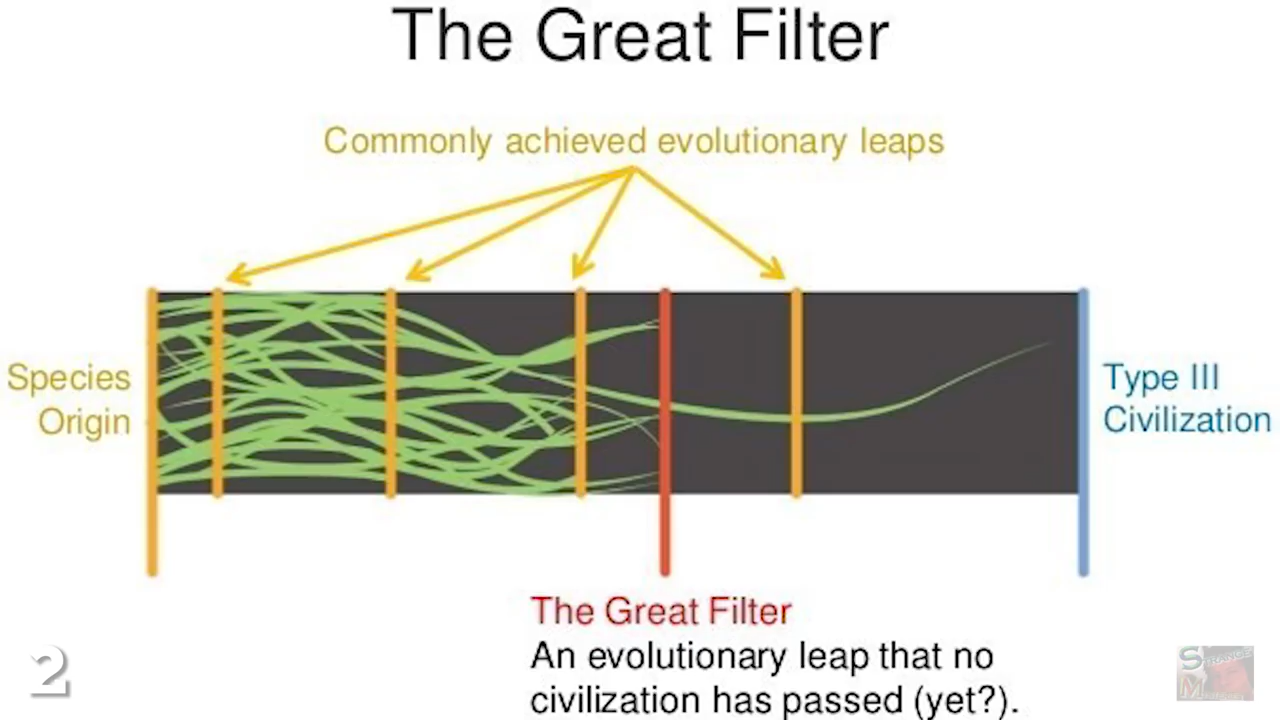 The Great Filter
Commonly achieved evolutionary leaps
Species
Origin
Type III
Civilization
The Great Filter
An evolutionary leap that no
civilization has passed (yet?).
2
STRANGE